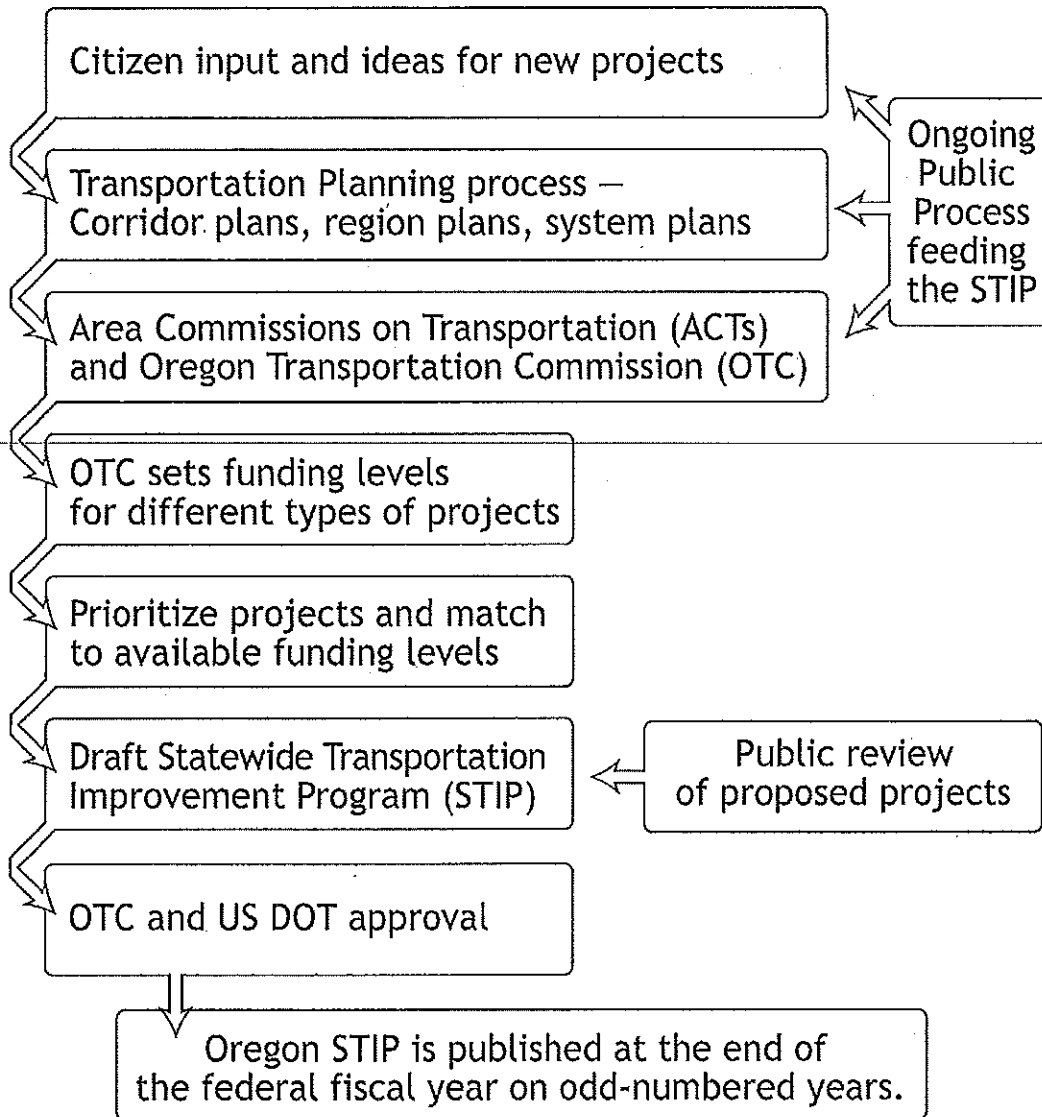 Citizen input and ideas for new projects
Transportation Planning process –
Corridor plans, region plans, system plans
Area Commissions on Transportation (ACTs)
and Oregon Transportation Commission (OTC)
Ongoing
Public
Process
feeding
the STIP
OTC sets funding levels
for different types of projects
Prioritize projects and match
to available funding levels
Draft Statewide Transportation
Improvement Program (STIP)
Public review
of proposed projects
OTC and US DOT approval
Oregon STIP is published at the end of
the federal fiscal year on odd-numbered years.